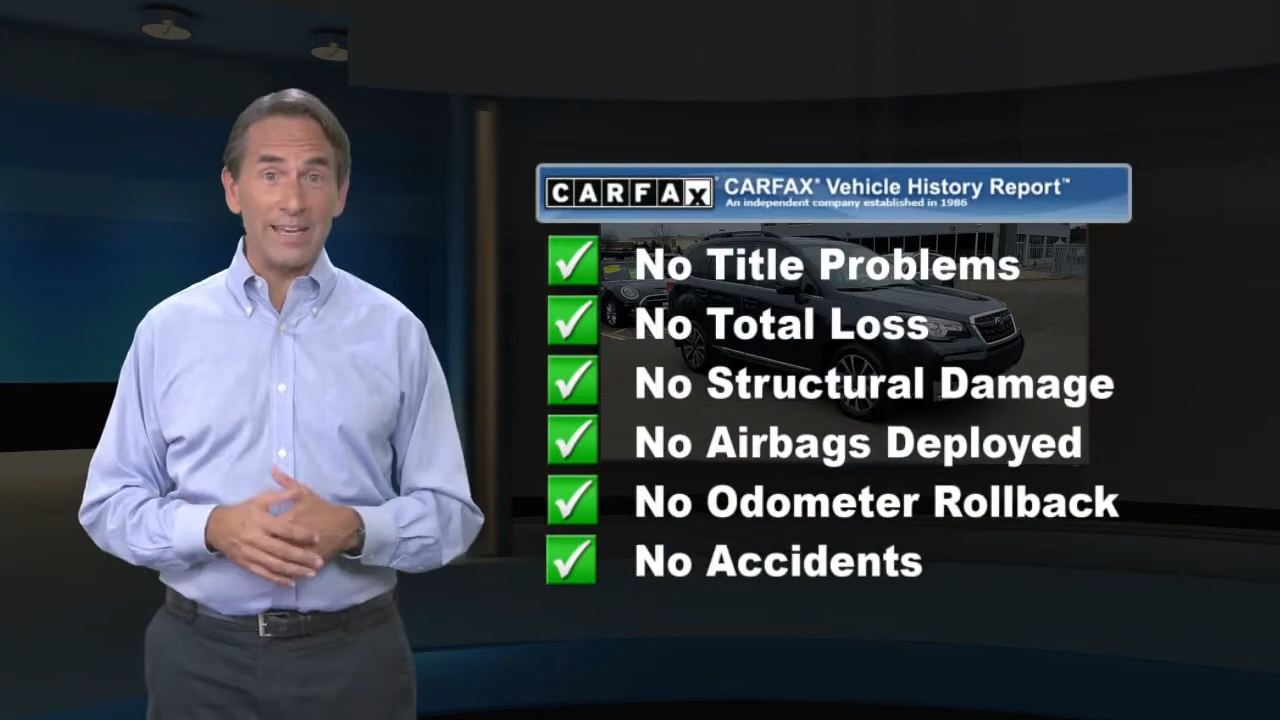 CARFAX® CARFAX® Vehicle History Report™
An independent company established in 1986
No Title Problems
No Total Loss
No Structural Damage
No Airbags Deployed
No Odometer Rollback
No Accidents